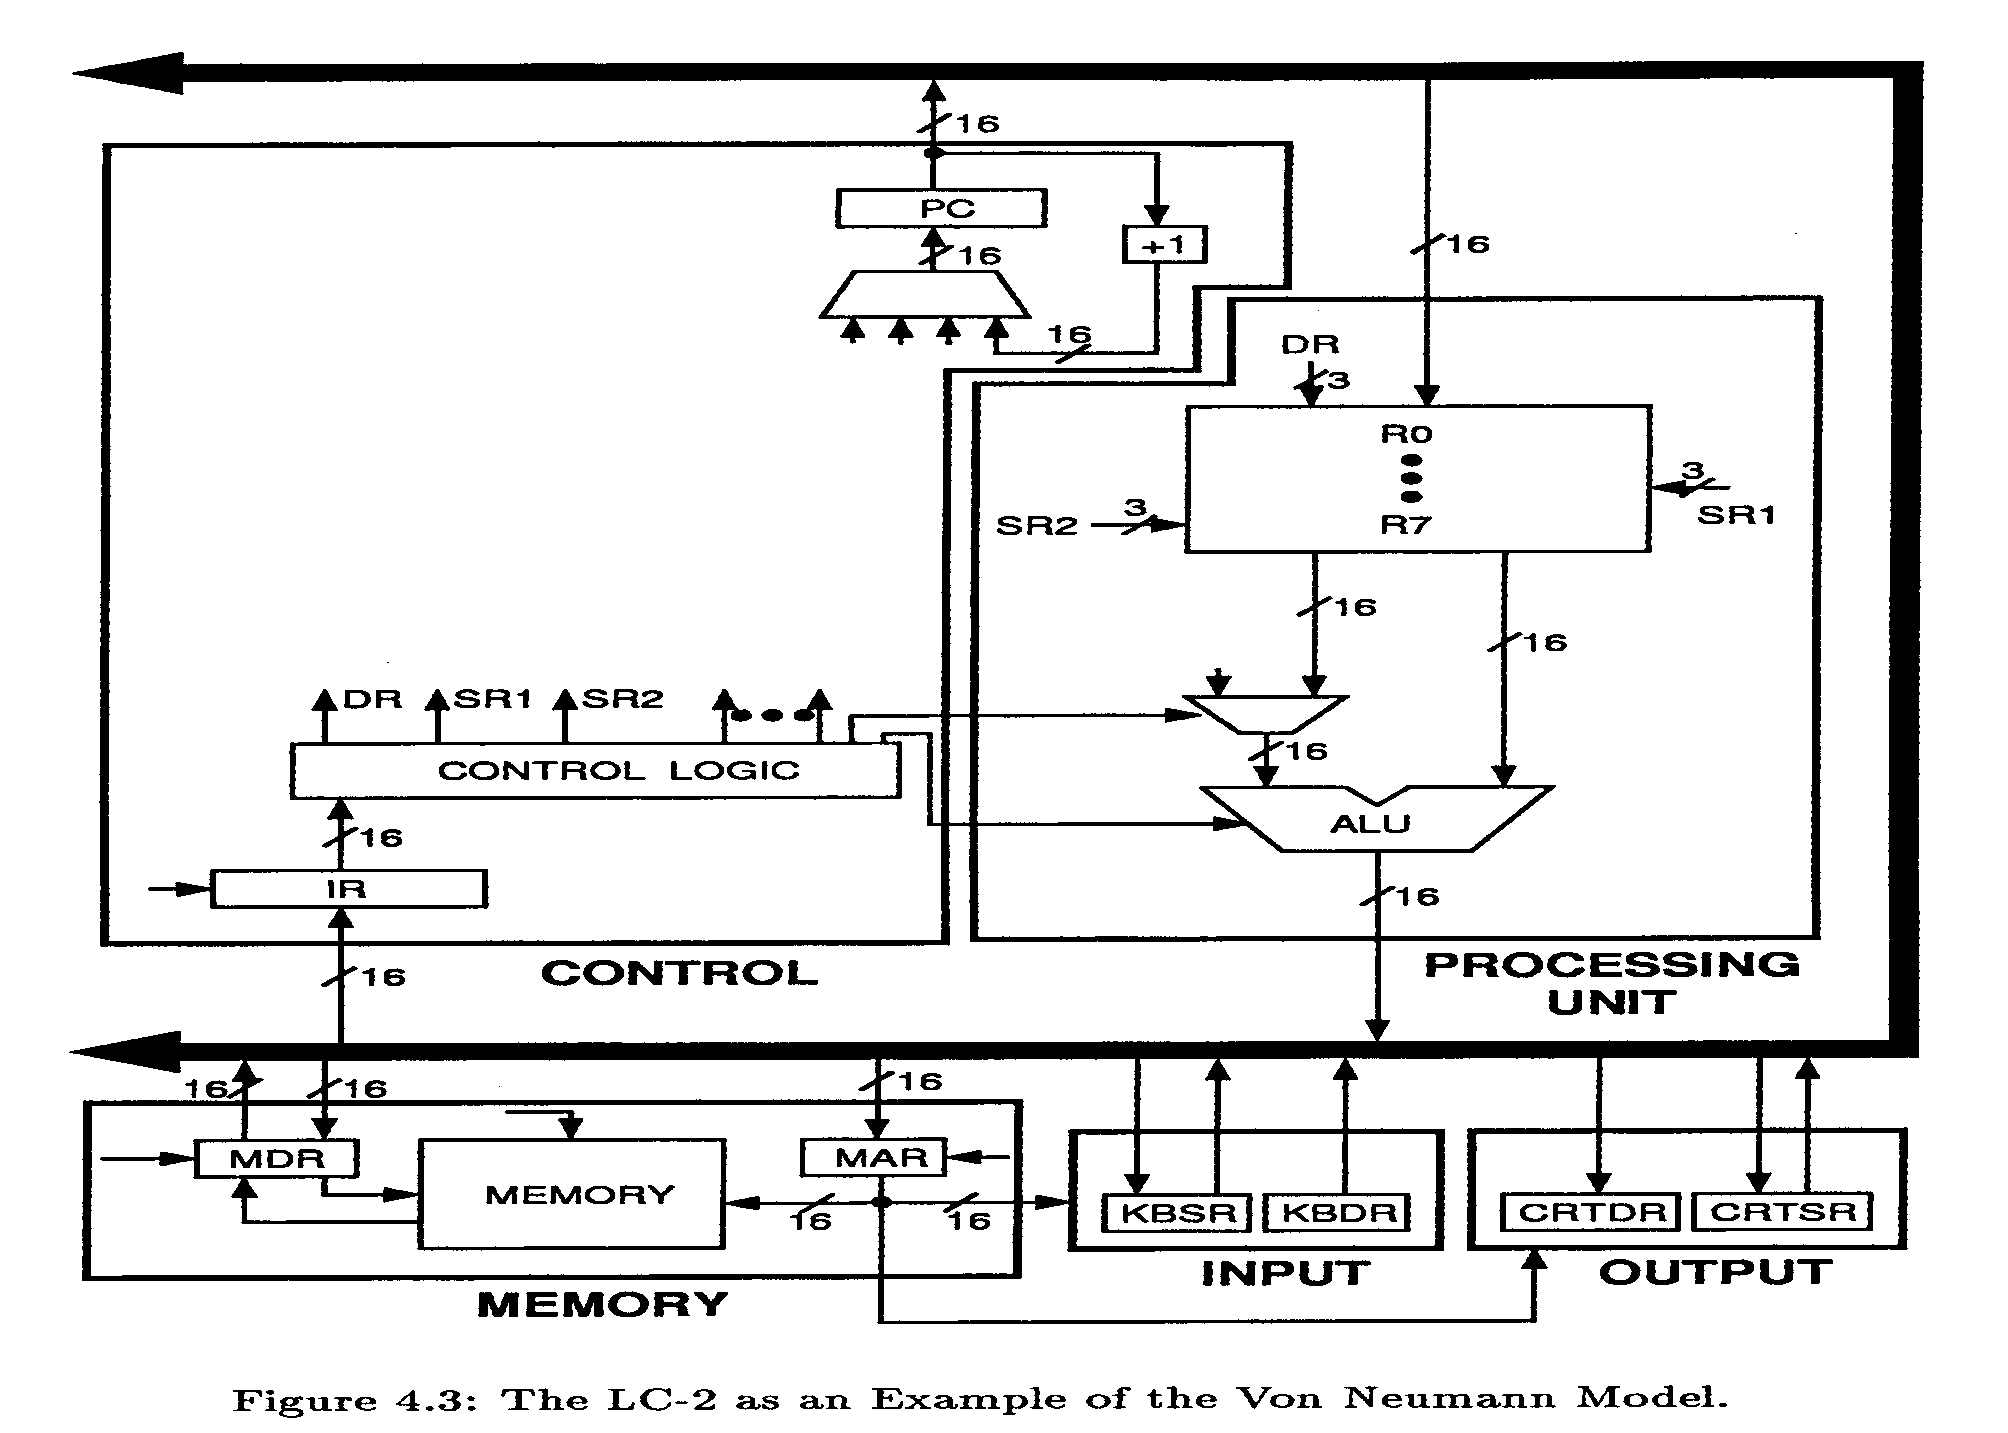 16
PC
16
+1
16
16
DR
3
R0
R7
3
SR1
SR2
3
16
16
DR SR1 SR2
CONTROL LOGIC
16
16
ALU
IR
16
16
CONTROL
PROCESSING
UNIT
16 16 16
MDR
MEMORY
MAR
16 16
KBSR KBDR
CRTDR CRTSR
INPUT
OUTPUT
MEMORY
Figure 4.3: The LC-2 as an Example of the Von Neumann Model.